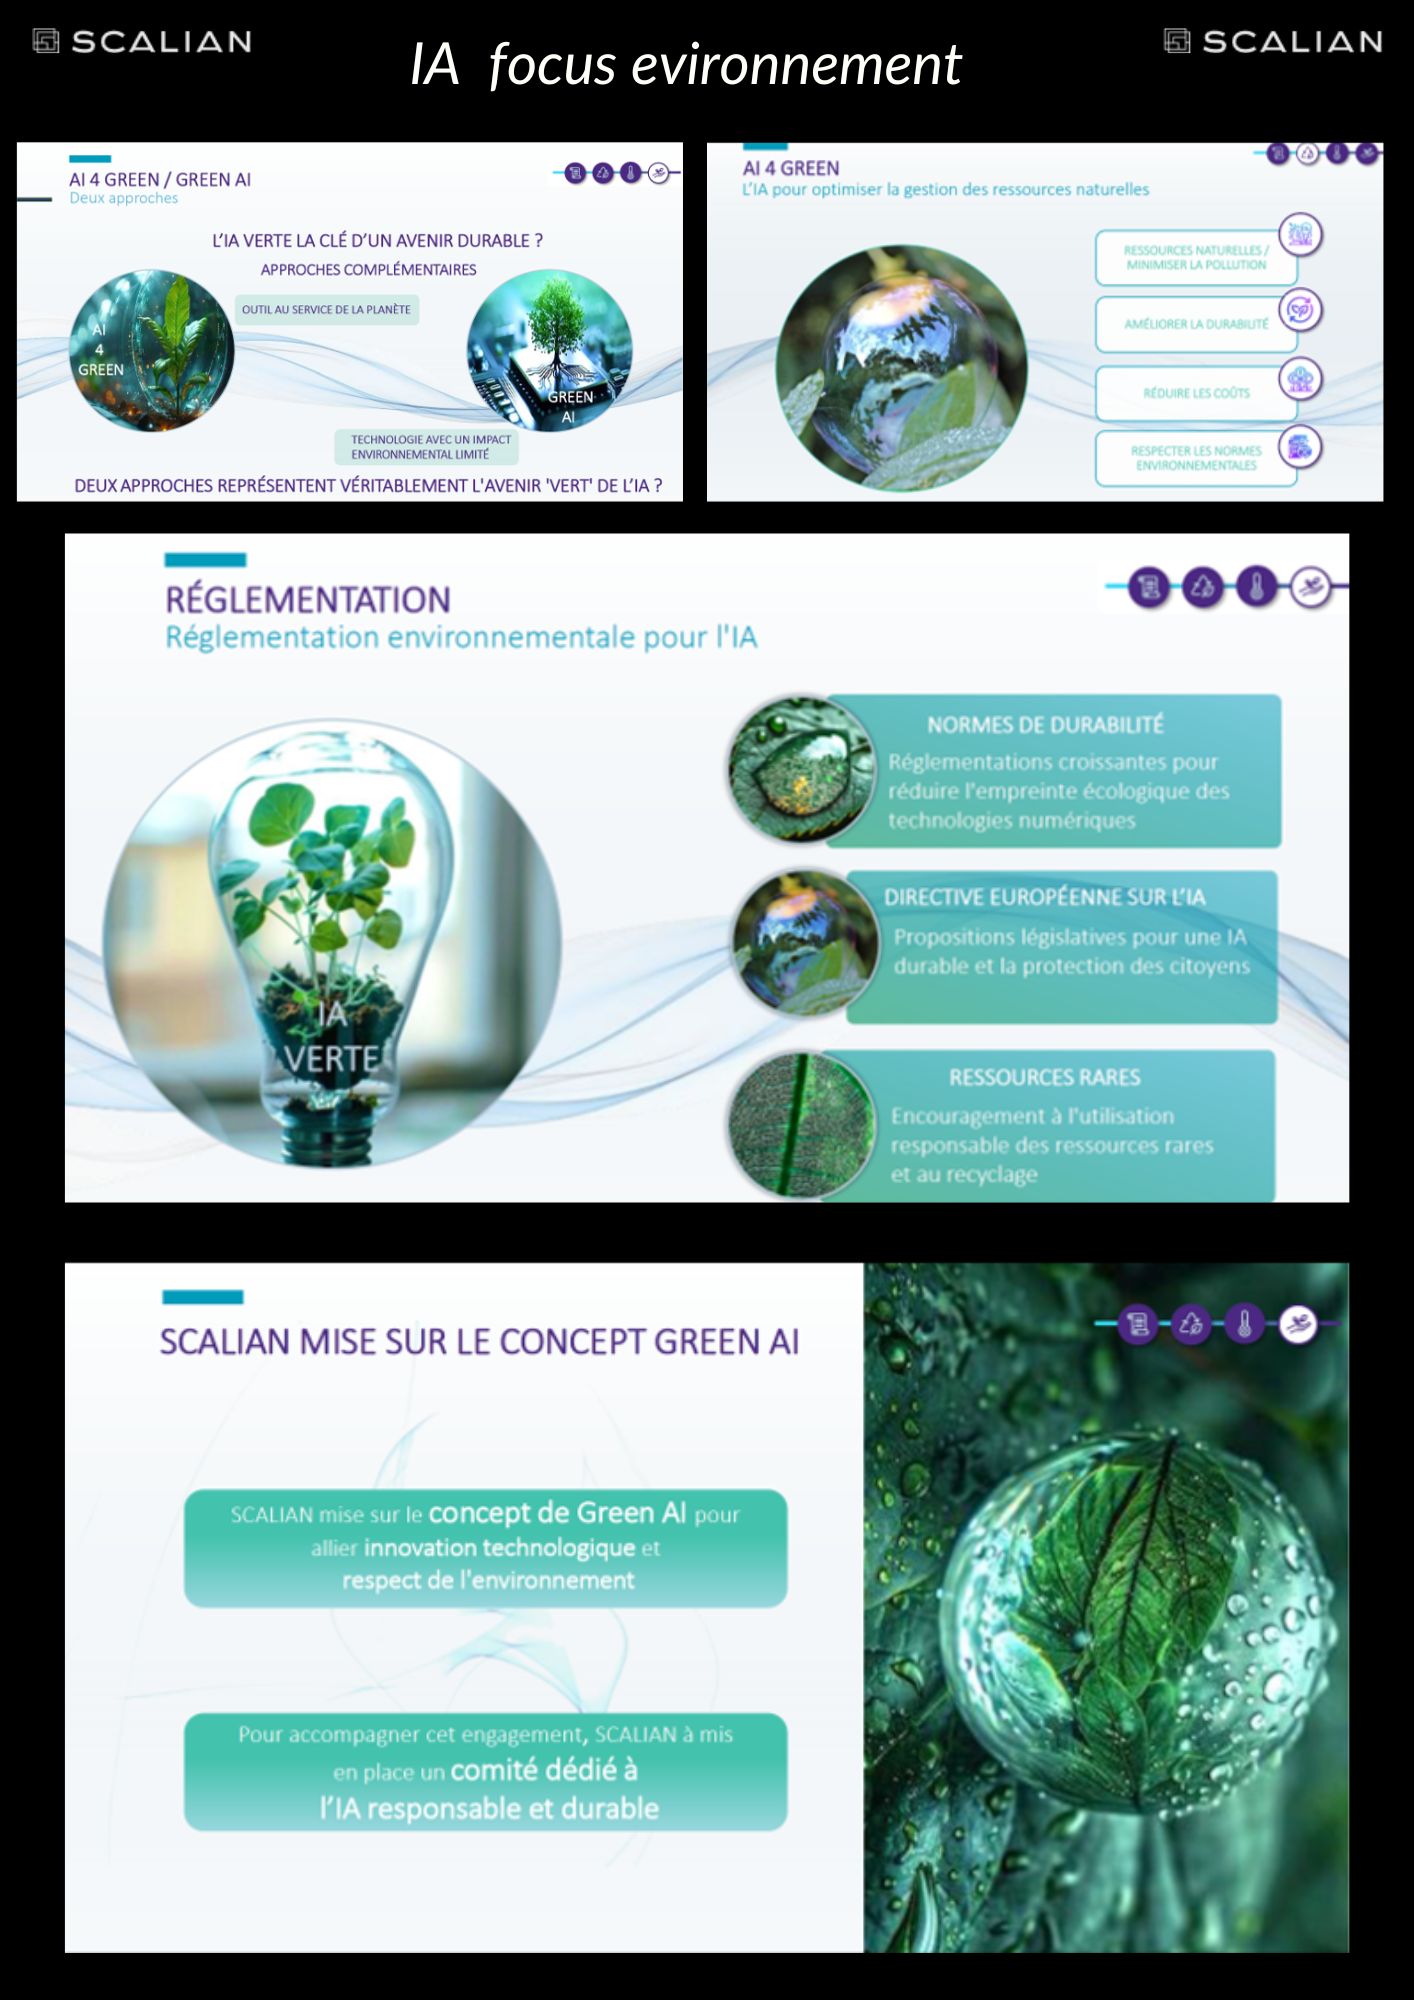 SCALIAN
IA focus evironnement
SCALIAN
AI 4 GREEN / GREEN AI
Deux approches
L'IA VERTE LA CLÉ D'UN AVENIR DURABLE ?
APPROCHES COMPLÉMENTAIRES
OUTIL AU SERVICE DE LA PLANÈTE
AI
4
GREEN
GREEN
AI
TECHNOLOGIE AVEC UN IMPACT
ENVIRONNEMENTAL LIMITÉ
DEUX APPROCHES REPRÉSENTENT VÉRITABLEMENT L'AVENIR 'VERT' DE L'IA ?
AI 4 GREEN
L'IA pour optimiser la gestion des ressources naturelles
RESSOURCES NATURELLES /
MINIMISER LA POLLUTION
AMÉLIORER LA DURABILITÉ
RÉDUIRE LES COÛTS
RESPECTER LES NORMES
ENVIRONNEMENTALES
RÉGLEMENTATION
Réglementation environnementale pour l'IA
IA
VERTE
NORMES DE DURABILITÉ
Réglementations croissantes pour
réduire l'empreinte écologique des
technologies numériques
DIRECTIVE EUROPÉENNE SUR L'IA
Propositions législatives pour une IA
durable et la protection des citoyens
RESSOURCES RARES
Encouragement à l'utilisation
responsable des ressources rares
et au recyclage
SCALIAN MISE SUR LE CONCEPT GREEN AI
SCALIAN mise sur le concept de Green AI pour
allier innovation technologique et
respect de l'environnement
Pour accompagner cet engagement, SCALIAN à mis
en place un comité dédié à
l'IA responsable et durable